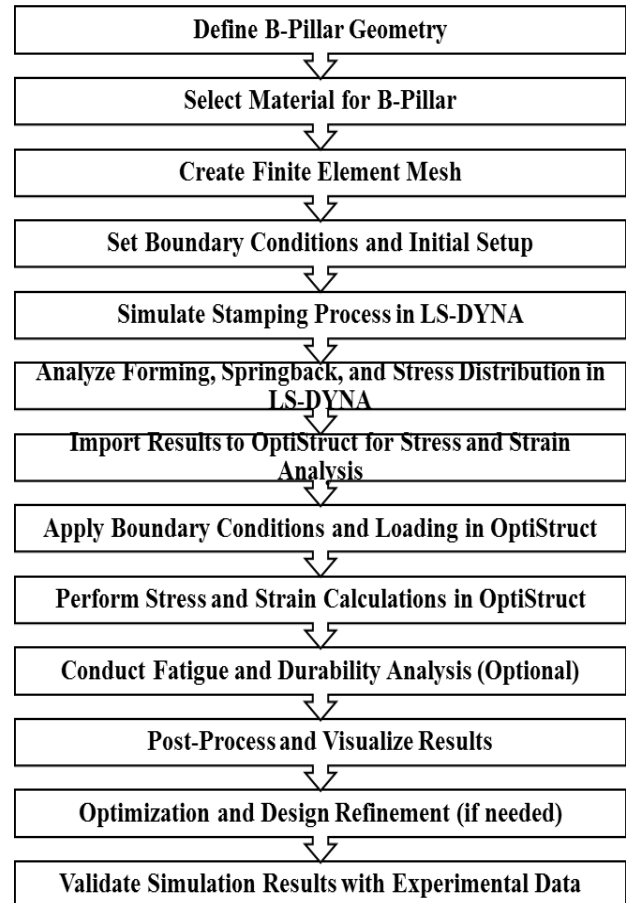 Define B-Pillar Geometry
Select Material for B-Pillar
Create Finite Element Mesh
Set Boundary Conditions and Initial Setup
Simulate Stamping Process in LS-DYNA
Analyze Forming, Springback, and Stress Distribution in
LS-DYNA
Import Results to OptiStruct for Stress and Strain
Analysis
Apply Boundary Conditions and Loading in OptiStruct
Perform Stress and Strain Calculations in OptiStruct
Conduct Fatigue and Durability Analysis (Optional)
Post-Process and Visualize Results
Optimization and Design Refinement (if needed)
Validate Simulation Results with Experimental Data